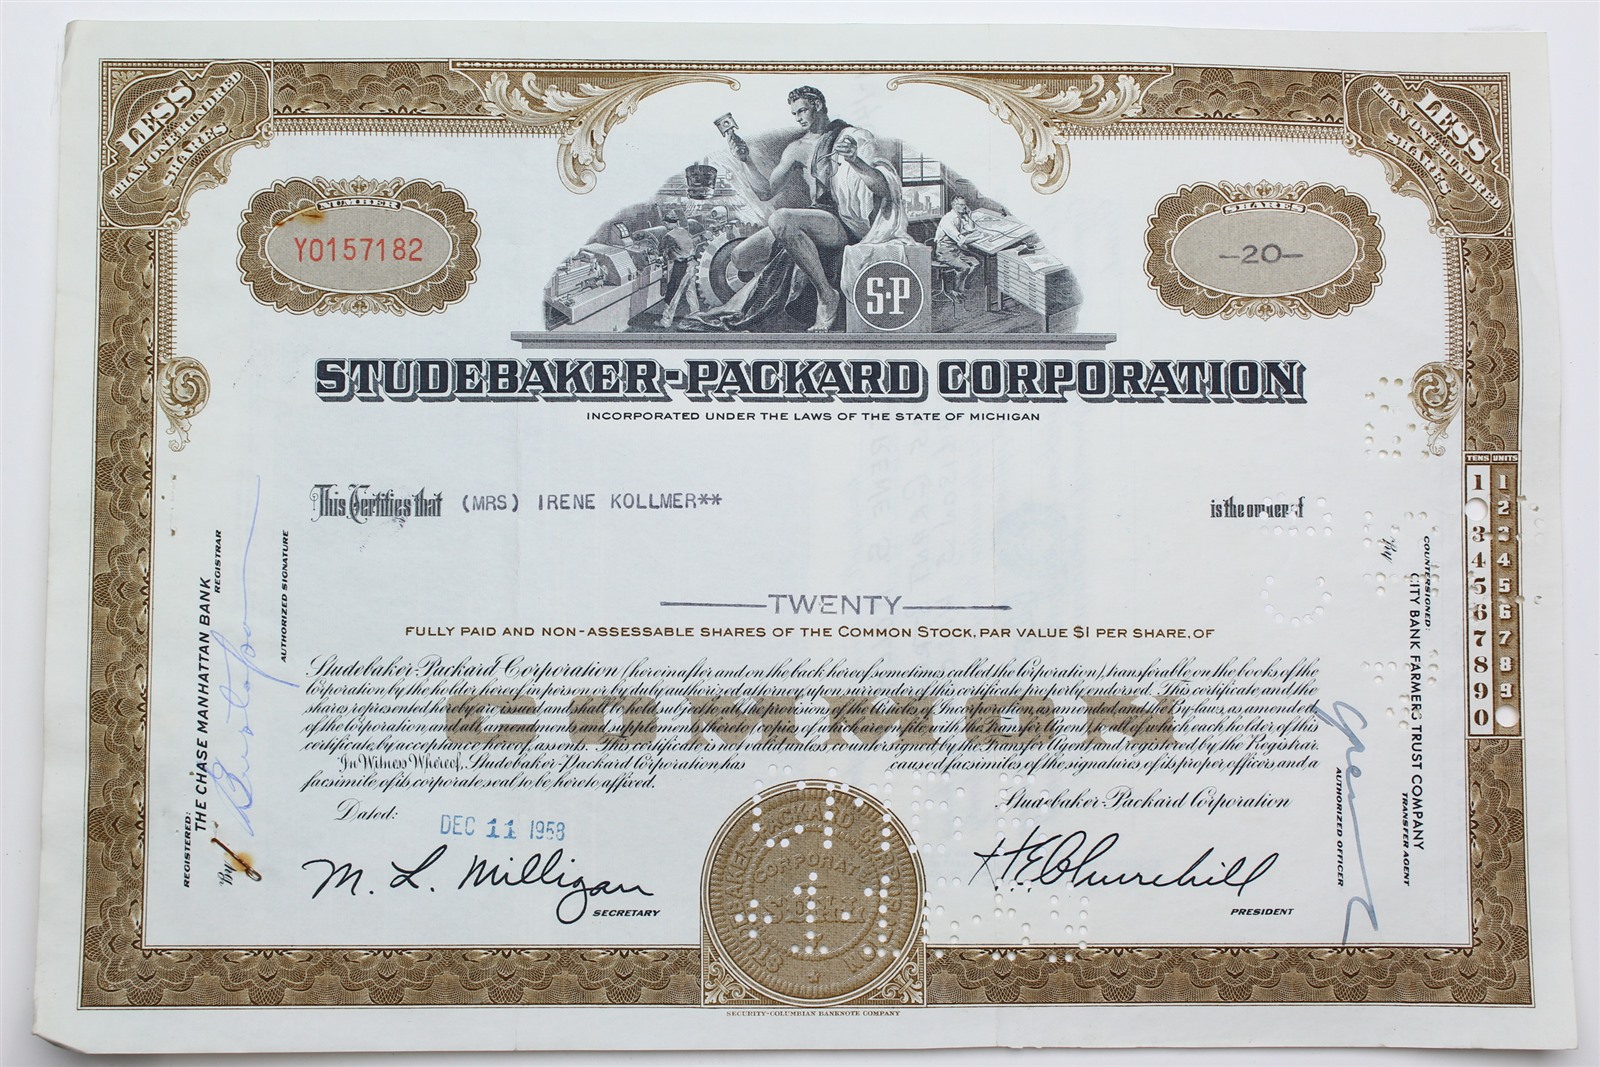 LESS
THAN ONE HUNDRED
SHARES
LESS
THAN ONE HUNDRED
SHARES
NUMBER
Y0157182
SHARES
-20-
S·P
STUDEBAKER-PACKARD CORPORATION
INCORPORATED UNDER THE LAWS OF THE STATE OF MICHIGAN
This Certifies that (MRS) IRENE KOLLMER** is the owner of
TWENTY
FULLY PAID AND NON-ASSESSABLE SHARES OF THE COMMON STOCK, PAR VALUE $1 PER SHARE, OF
Studebaker-Packard Corporation (hereinafter and on the back hereof sometimes called the Corporation), transferable on the books of the
Corporation by the holder hereof in person or by duly authorized attorney upon surrender of this certificate properly endorsed. This certificate and the
shares represented hereby are issued and shall be held subject to all the provisions of the Articles of Incorporation, as amended, and the By-laws, as amended,
of the Corporation, and all amendments and supplements thereto, copies of which are on file with the Transfer Agent, to all of which each holder of this
certificate, by acceptance hereof, assents. This certificate is not valid unless countersigned by the Transfer Agent and registered by the Registrar.
In Witness Whereof, Studebaker-Packard Corporation has caused facsimiles of the signatures of its proper officers, and a
facsimile of its corporate seal to be hereto affixed.
COMMON
Dated:
DEC 11 1958
Studebaker-Packard Corporation
M. L. Milligan
SECRETARY
H E Churchill
PRESIDENT
STUDEBAKER-PACKARD CORPORATION
CORPORATE
SEAL
SECURITY-COLUMBIAN BANKNOTE COMPANY
REGISTERED:
THE CHASE MANHATTAN BANK
REGISTRAR
By
AUTHORIZED SIGNATURE
COUNTERSIGNED:
CITY BANK FARMERS TRUST COMPANY
TRANSFER AGENT
By
AUTHORIZED OFFICER
TENS UNITS
1 1
2
3 3
4 4
5 5
6 6
7 7
8 8
9 9
0